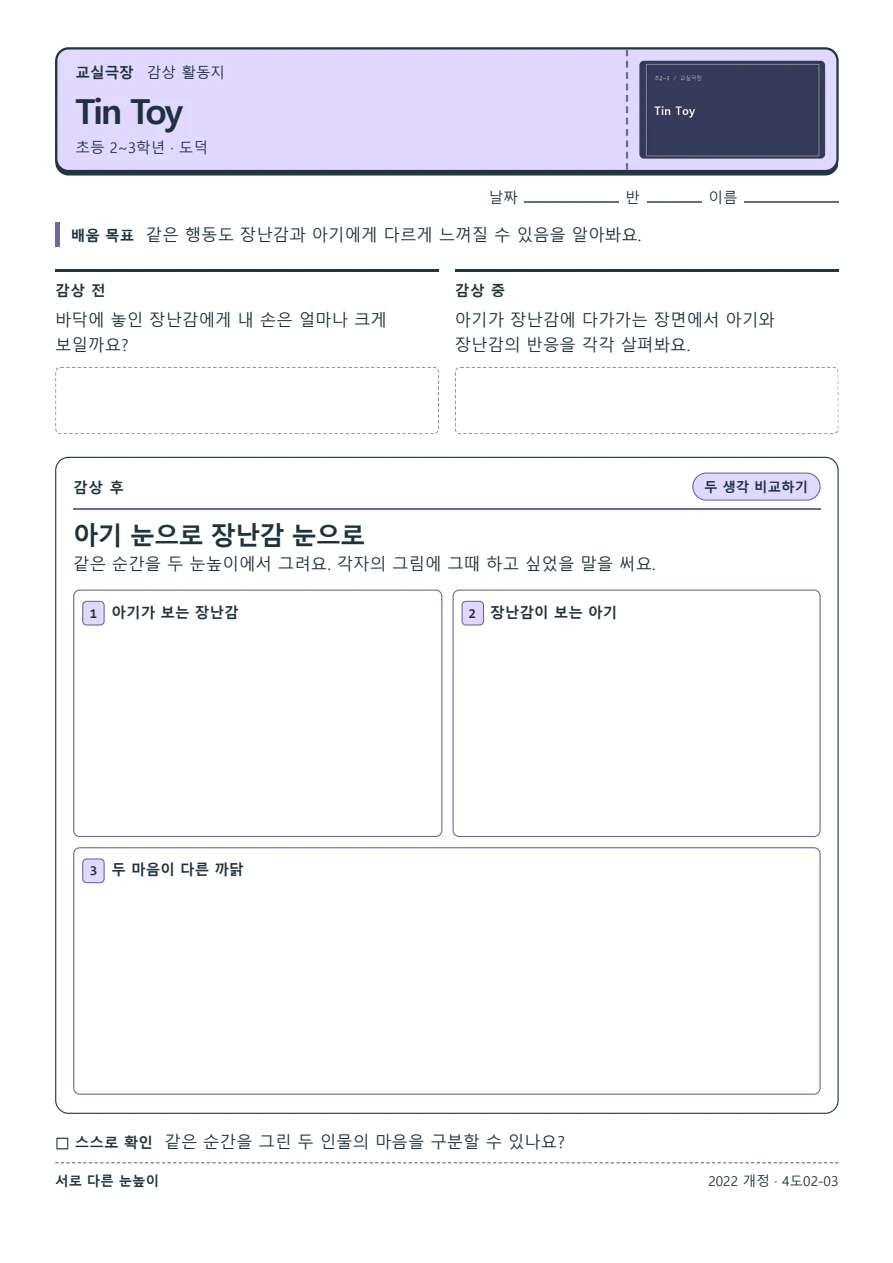 교실극장 감상 활동지
Tin Toy
초등 2~3학년 · 도덕
초2~3 / 교실극장
Tin Toy
날짜 반 이름
배움 목표 같은 행동도 장난감과 아기에게 다르게 느껴질 수 있음을 알아봐요.
감상 전
바닥에 놓인 장난감에게 내 손은 얼마나 크게
보일까요?
감상 중
아기가 장난감에 다가가는 장면에서 아기와
장난감의 반응을 각각 살펴봐요.
감상 후
두 생각 비교하기
아기 눈으로 장난감 눈으로
같은 순간을 두 눈높이에서 그려요. 각자의 그림에 그때 하고 싶었을 말을 써요.
1 아기가 보는 장난감
2 장난감이 보는 아기
3 두 마음이 다른 까닭
□ 스스로 확인 같은 순간을 그린 두 인물의 마음을 구분할 수 있나요?
서로 다른 눈높이
2022 개정 · 4도02-03